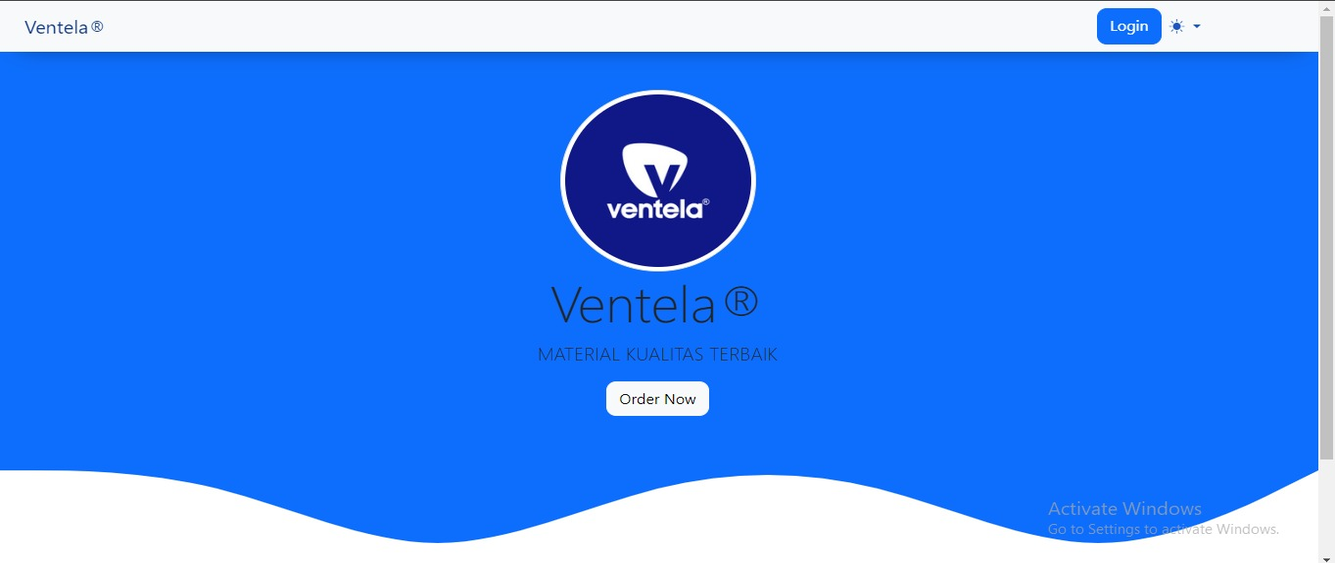 Ventela®
Login
ventela®
Ventela®
MATERIAL KUALITAS TERBAIK
Order Now
Activate Windows
Go to Settings to activate Windows.